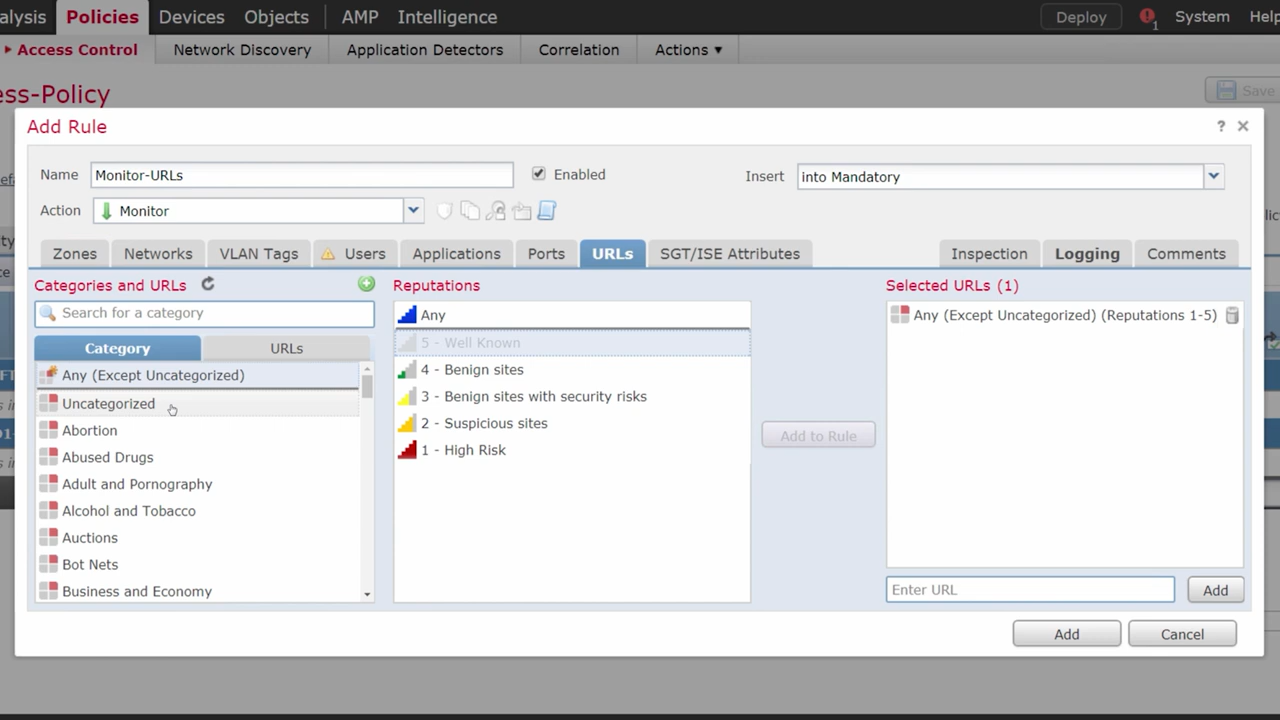 alysis Policies Devices Objects AMP Intelligence Deploy 1 System Help
Access Control Network Discovery Application Detectors Correlation Actions ▾
ess-Policy Save
Add Rule ?
Name Monitor-URLs Enabled Insert into Mandatory
Action Monitor
Zones Networks VLAN Tags Users Applications Ports URLs SGT/ISE Attributes Inspection Logging Comments
Categories and URLs Reputations Selected URLs (1)
Search for a category
Category URLs
Any (Except Uncategorized)
Uncategorized
Abortion
Abused Drugs
Adult and Pornography
Alcohol and Tobacco
Auctions
Bot Nets
Business and Economy
Any
5 - Well Known
4 - Benign sites
3 - Benign sites with security risks
2 - Suspicious sites
1 - High Risk
Add to Rule
Any (Except Uncategorized) (Reputations 1-5)
Enter URL Add
Add Cancel